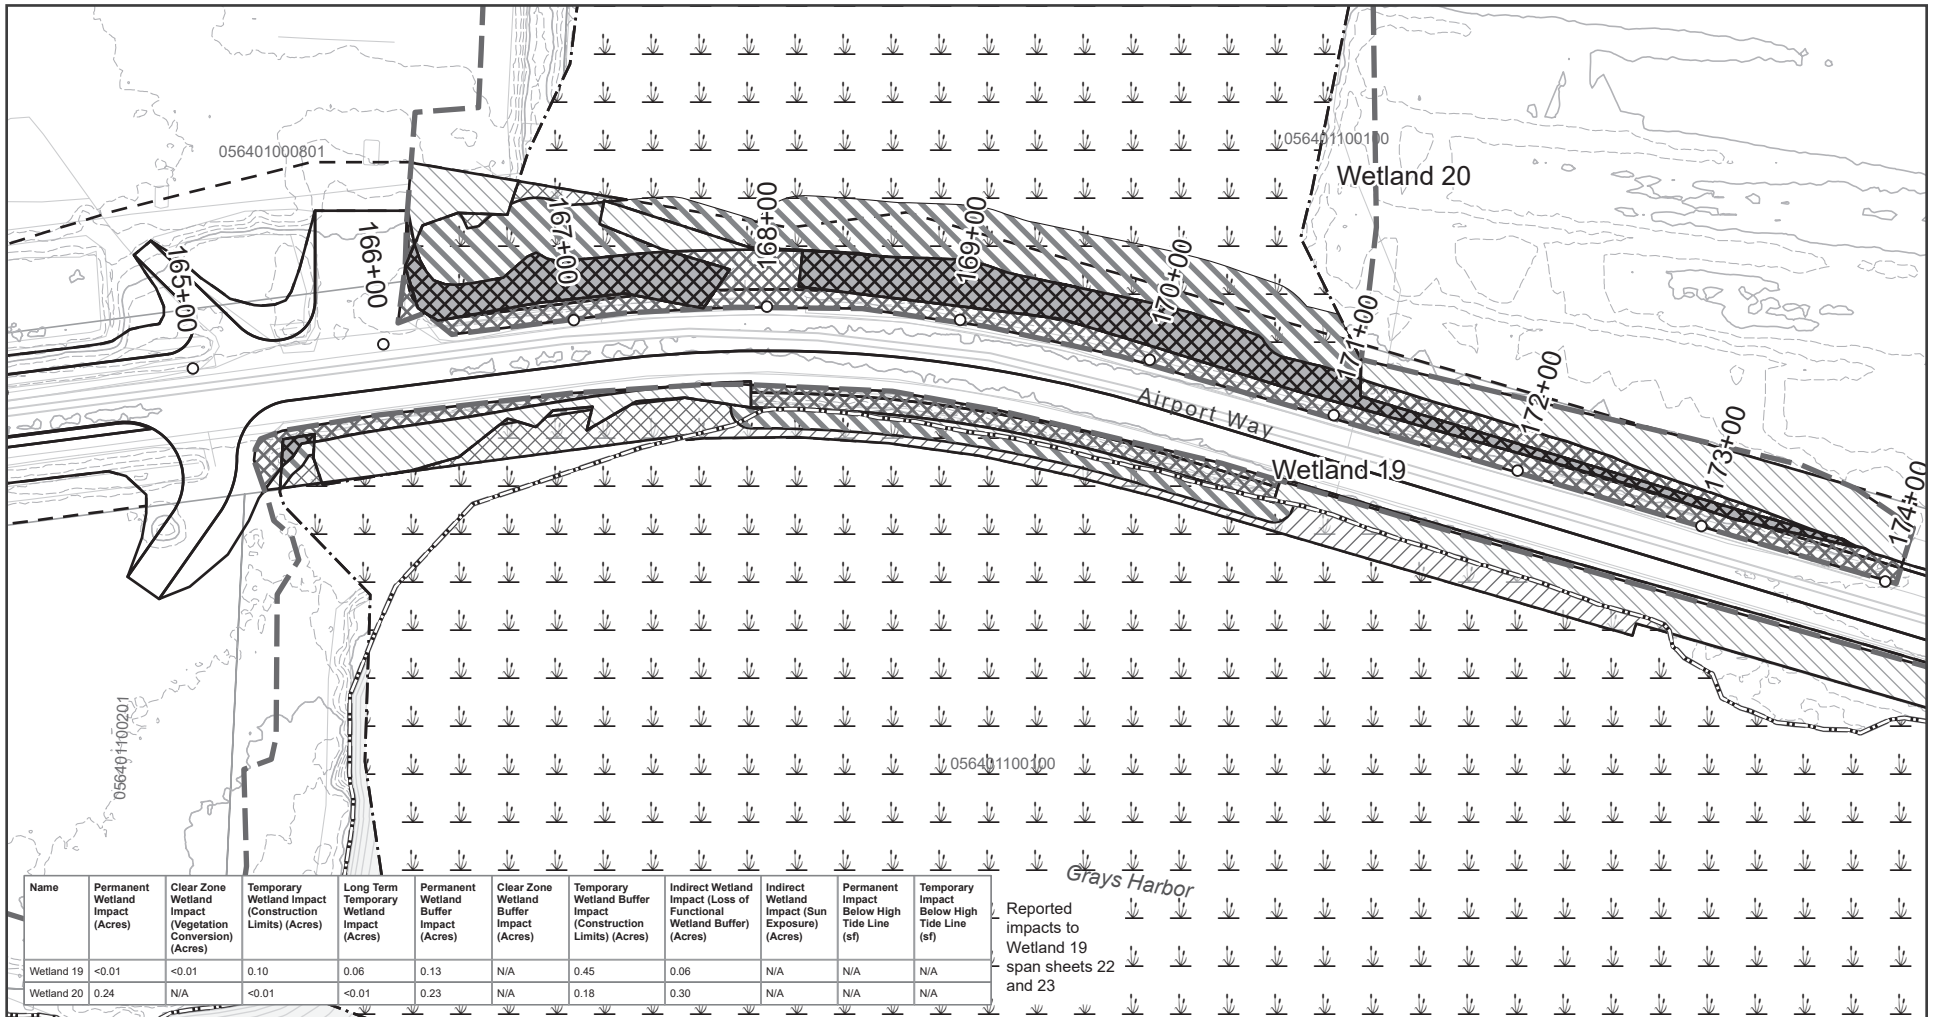 056401000801
056401100100
Wetland 20
165+00
166+00
167+00
168+00
169+00
170+00
171+00
172+00
173+00
174+00
Airport Way
Wetland 19
056401100201
056401100100
Grays Harbor
Reported
impacts to
Wetland 19
span sheets 22
and 23
Name
Permanent
Wetland
Impact
(Acres)
Clear Zone
Wetland
Impact
(Vegetation
Conversion)
(Acres)
Temporary
Wetland Impact
(Construction
Limits) (Acres)
Long Term
Temporary
Wetland
Impact
(Acres)
Permanent
Wetland
Buffer
Impact
(Acres)
Clear Zone
Wetland
Buffer
Impact
(Acres)
Temporary
Wetland Buffer
Impact
(Construction
Limits) (Acres)
Indirect Wetland
Impact (Loss of
Functional
Wetland Buffer)
(Acres)
Indirect
Wetland
Impact (Sun
Exposure)
(Acres)
Permanent
Impact
Below High
Tide Line
(sf)
Temporary
Impact
Below High
Tide Line
(sf)
Wetland 19 <0.01 <0.01 0.10 0.06 0.13 N/A 0.45 0.06 N/A N/A N/A
Wetland 20 0.24 N/A <0.01 <0.01 0.23 N/A 0.18 0.30 N/A N/A N/A